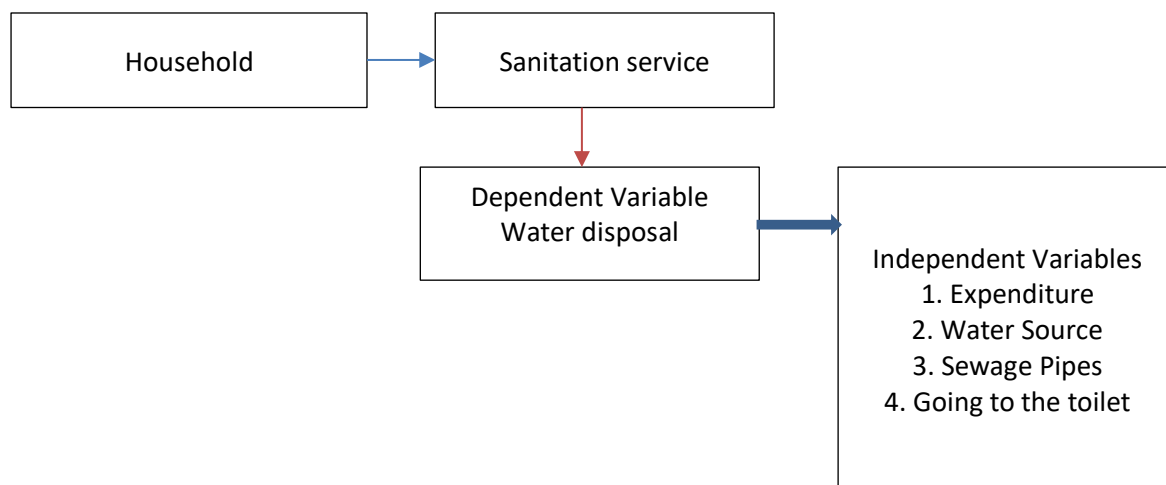 Household
Sanitation service
Dependent Variable
Water disposal
Independent Variables
1. Expenditure
2. Water Source
3. Sewage Pipes
4. Going to the toilet